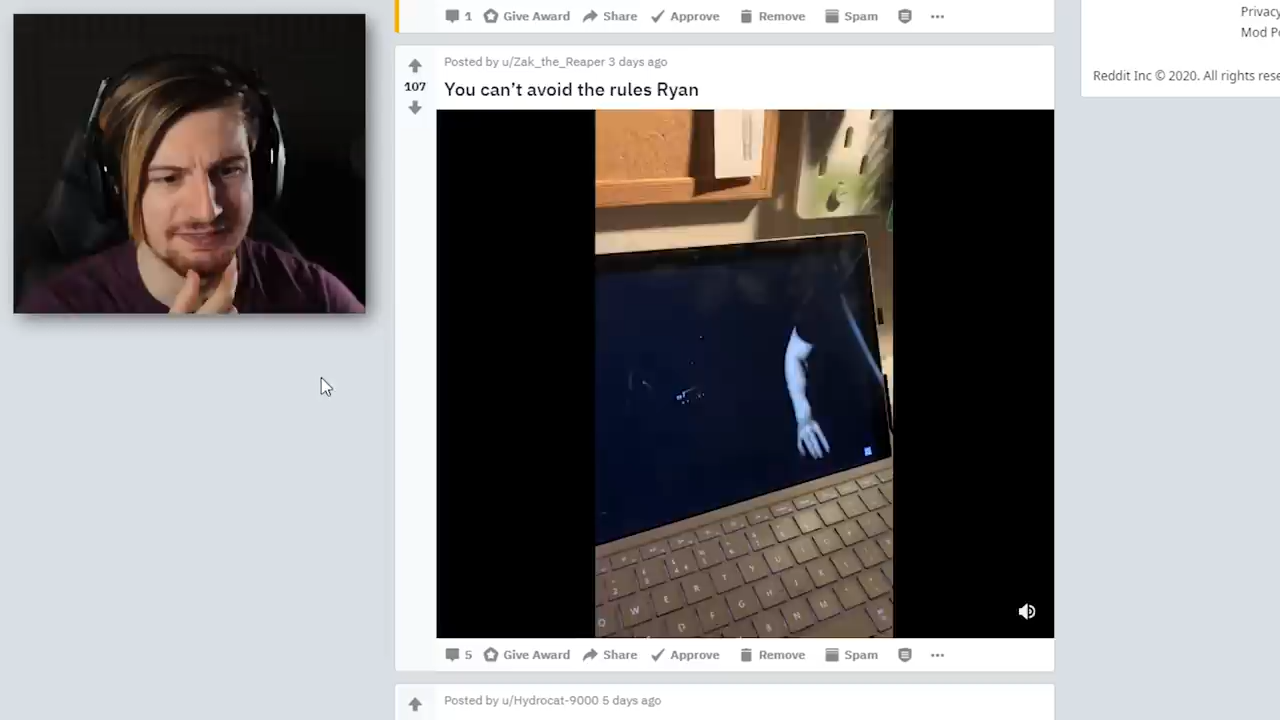 1 Give Award Share Approve Remove Spam
Privacy
Mod Po
Reddit Inc © 2020. All rights rese
Posted by u/Zak_the_Reaper 3 days ago
107
You can't avoid the rules Ryan
W E R T Y U I
D F G H J K
B N M
5 Give Award Share Approve Remove Spam
Posted by u/Hydrocat-9000 5 days ago